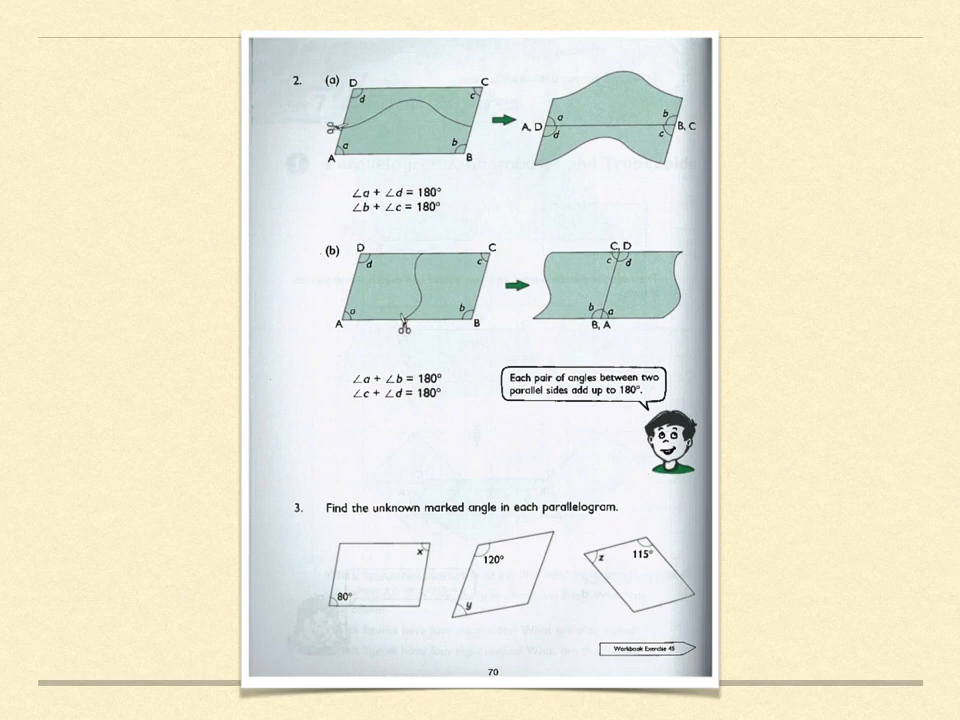 2. (a) D C
d c
A, D a b B, C
d c
a b
A B
∠a + ∠d = 180°
∠b + ∠c = 180°
(b) D C C, D
d c c d
a b b a
A B B, A
∠a + ∠b = 180°
∠c + ∠d = 180°
Each pair of angles between two
parallel sides add up to 180°.
3. Find the unknown marked angle in each parallelogram.
x 120° z 115°
80° y
Workbook Exercise 45
70